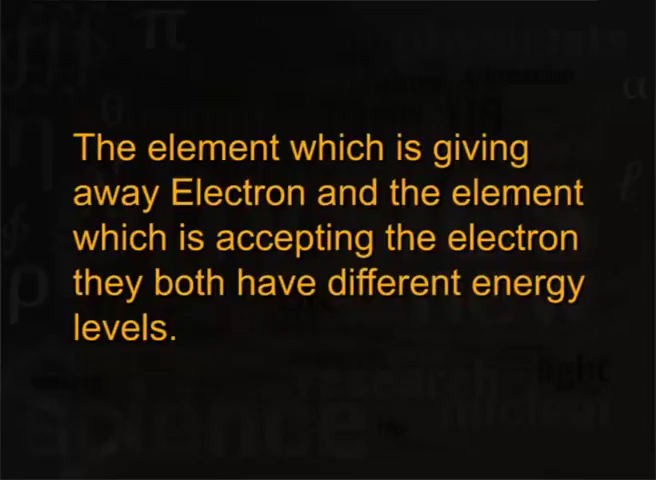 The element which is giving
away Electron and the element
which is accepting the electron
they both have different energy
levels.